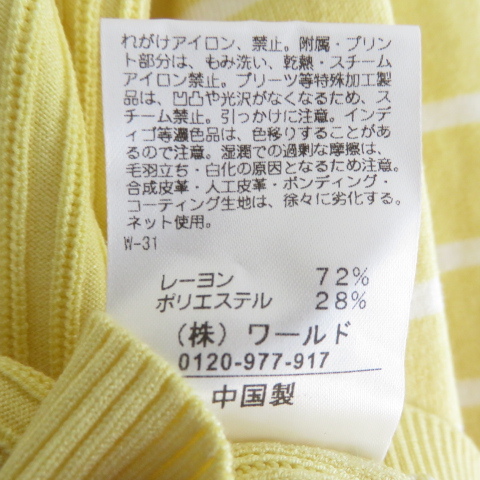 れがけアイロン、禁止。附属・プリン
ト部分は、もみ洗い、乾熱・スチーム
アイロン禁止。プリーツ等特殊加工製
品は、凹凸や光沢がなくなるため、ス
チーム禁止。引っかけに注意。インデ
ィゴ等濃色品は、色移りすることがあ
るので注意。湿潤での過剰な摩擦は、
毛羽立ち・白化の原因となるため注意。
合成皮革・人工皮革・ボンディング・
コーティング生地は、徐々に劣化する。
ネット使用。
W-31
レーヨン 72%
ポリエステル 28%
（株）ワールド
0120-977-917
中国製